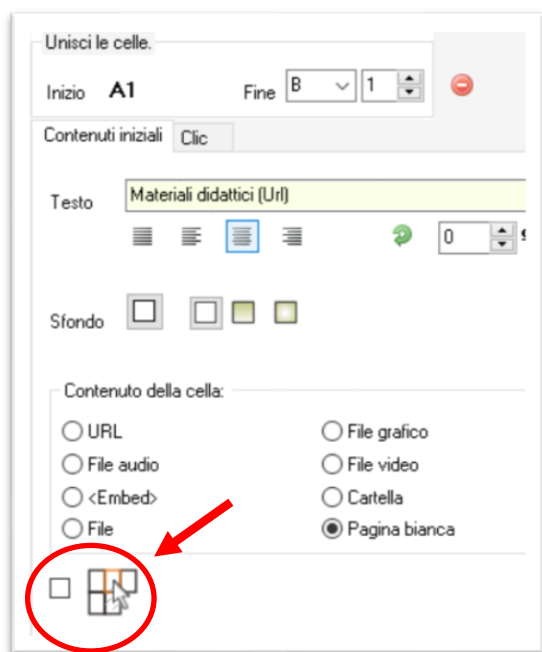 Unisci le celle.
Inizio A1 Fine B 1
Contenuti iniziali Clic
Testo Materiali didattici (Url)
0
Sfondo
Contenuto della cella:
URL File grafico
File audio File video
<Embed> Cartella
File Pagina bianca